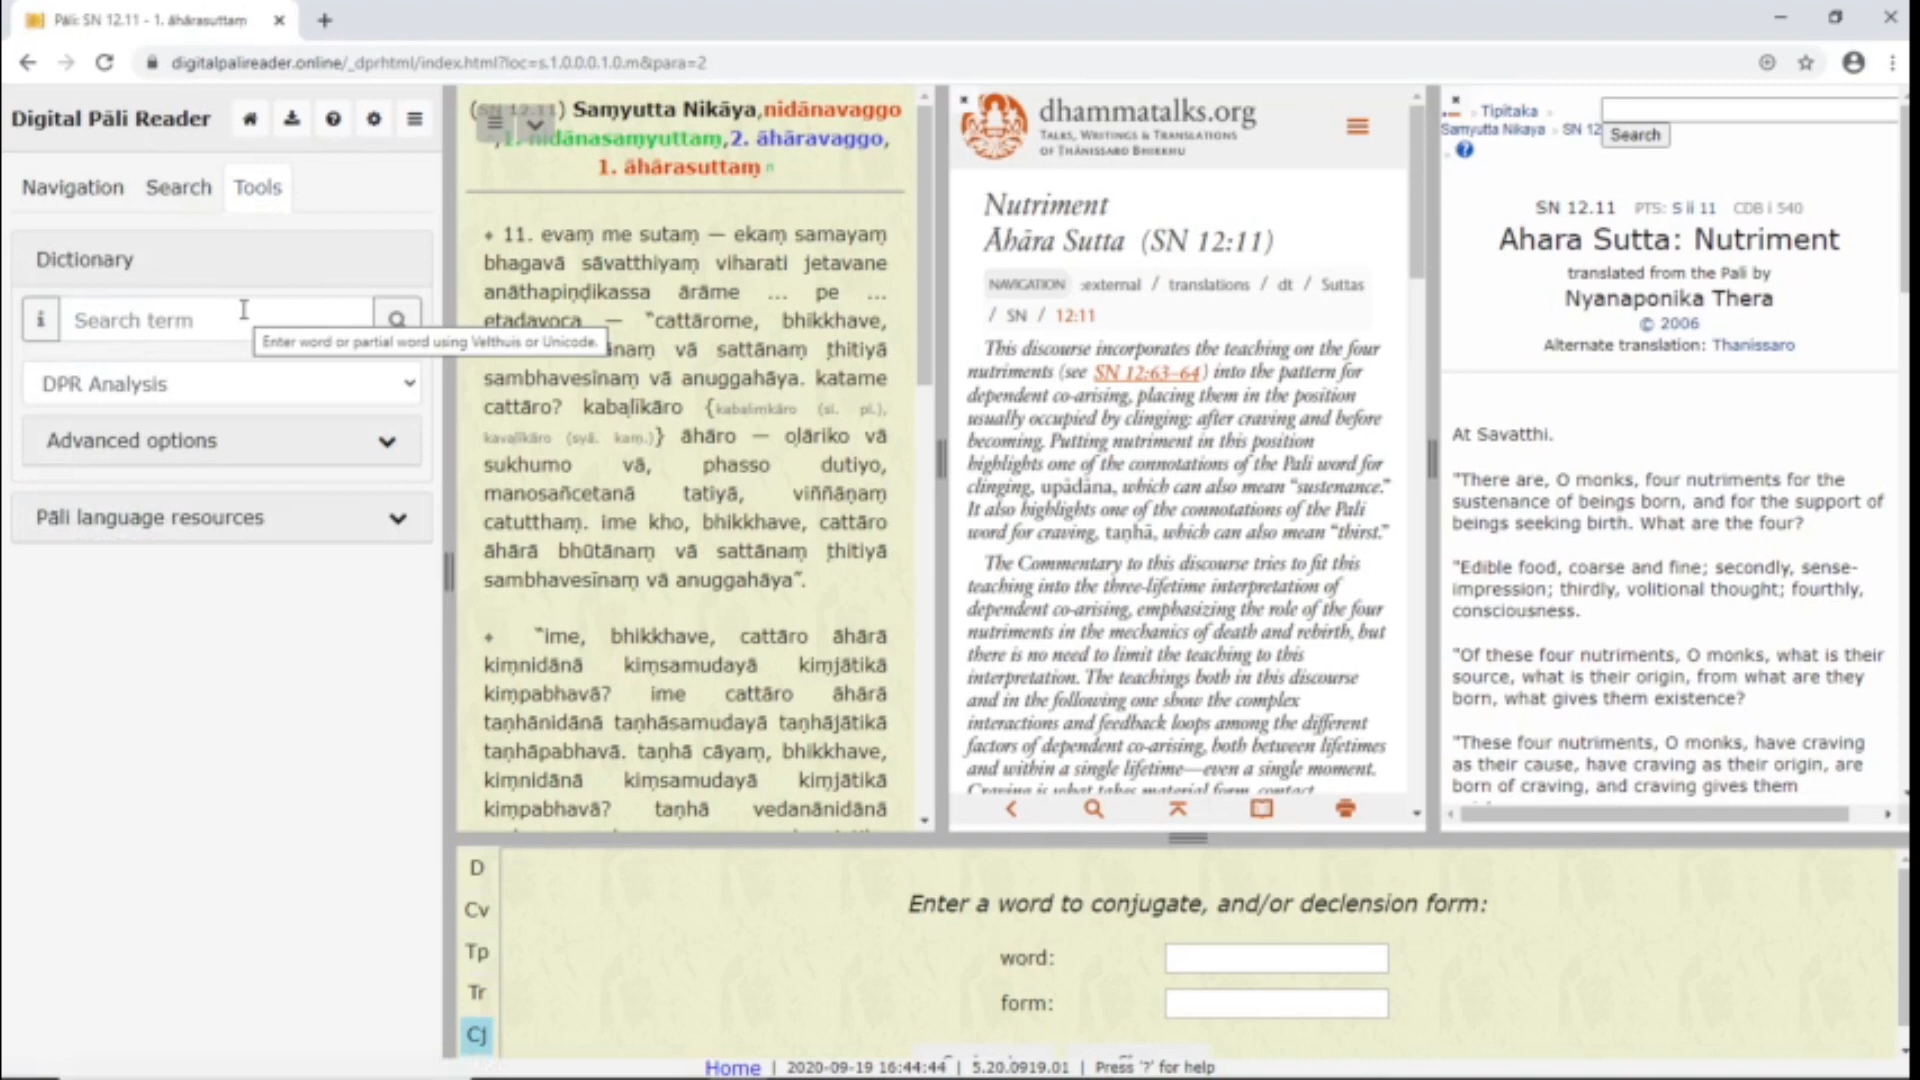 Pāli: SN 12.11 - 1. āhārasuttaṃ
digitalpalireader.online/_dprhtml/index.html?loc=s.1.0.0.0.1.0.m&para=2
Digital Pāli Reader
Navigation Search Tools
Dictionary
Search term
Enter word or partial word using Velthuis or Unicode.
DPR Analysis
Advanced options
Pāli language resources
(SN 12.11) Saṃyutta Nikāya,nidānavaggo
,1. nidānasaṃyuttaṃ,2. āhāravaggo,
1. āhārasuttaṃ n
11. evaṃ me sutaṃ — ekaṃ samayaṃ
bhagavā sāvatthiyaṃ viharati jetavane
anāthapiṇḍikassa ārāme ... pe ...
etadavoca — "cattārome, bhikkhave,
vā sattānaṃ ṭhitiyā
sambhavesīnaṃ vā anuggahāya. katame
cattāro? kabaḷīkāro {kabaliṃkāro (sī. pī.),
kavaḷīkāro (syā. kaṃ.)} āhāro — oḷāriko vā
sukhumo vā, phasso dutiyo,
manosañcetanā tatiyā, viññāṇaṃ
catutthaṃ. ime kho, bhikkhave, cattāro
āhārā bhūtānaṃ vā sattānaṃ ṭhitiyā
sambhavesīnaṃ vā anuggahāya".
"ime, bhikkhave, cattāro āhārā
kiṃnidānā kiṃsamudayā kiṃjātikā
kiṃpabhavā? ime cattāro āhārā
taṇhānidānā taṇhāsamudayā taṇhājātikā
taṇhāpabhavā. taṇhā cāyaṃ, bhikkhave,
kiṃnidānā kiṃsamudayā kiṃjātikā
kiṃpabhavā? taṇhā vedanānidānā
dhammatalks.org
TALKS, WRITINGS & TRANSLATIONS
OF ṬHĀNISSARO BHIKKHU
Nutriment
Āhāra Sutta (SN 12:11)
NAVIGATION :external / translations / dt / Suttas
/ SN / 12:11
This discourse incorporates the teaching on the four
nutriments (see SN 12:63–64) into the pattern for
dependent co-arising, placing them in the position
usually occupied by clinging: after craving and before
becoming. Putting nutriment in this position
highlights one of the connotations of the Pali word for
clinging, upādāna, which can also mean “sustenance.”
It also highlights one of the connotations of the Pali
word for craving, taṇhā, which can also mean “thirst.”
The Commentary to this discourse tries to fit this
teaching into the three-lifetime interpretation of
dependent co-arising, emphasizing the role of the four
nutriments in the mechanics of death and rebirth, but
there is no need to limit the teaching to this
interpretation. The teachings both in this discourse
and in the following one show the complex
interactions and feedback loops among the different
factors of dependent co-arising, both between lifetimes
and within a single lifetime—even a single moment.
Craving is what takes material form, contact,
Tipitaka
Samyutta Nikaya SN 12
Search
SN 12.11 PTS: S ii 11 CDB i 540
Ahara Sutta: Nutriment
translated from the Pali by
Nyanaponika Thera
© 2006
Alternate translation: Thanissaro
At Savatthi.
"There are, O monks, four nutriments for the
sustenance of beings born, and for the support of
beings seeking birth. What are the four?
"Edible food, coarse and fine; secondly, sense-
impression; thirdly, volitional thought; fourthly,
consciousness.
"Of these four nutriments, O monks, what is their
source, what is their origin, from what are they
born, what gives them existence?
"These four nutriments, O monks, have craving
as their cause, have craving as their origin, are
born of craving, and craving gives them
D
Cv
Tp
Tr
Cj
Enter a word to conjugate, and/or declension form:
word:
form:
Home | 2020-09-19 16:44:44 | 5.20.0919.01 | Press '?' for help